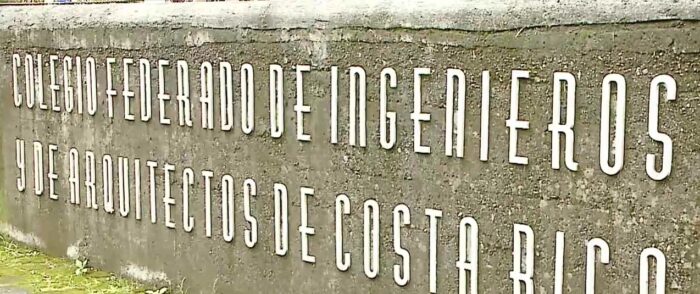 COLEGIO FEDERADO DE INGENIEROS
Y DE ARQUITECTOS DE COSTA RICA